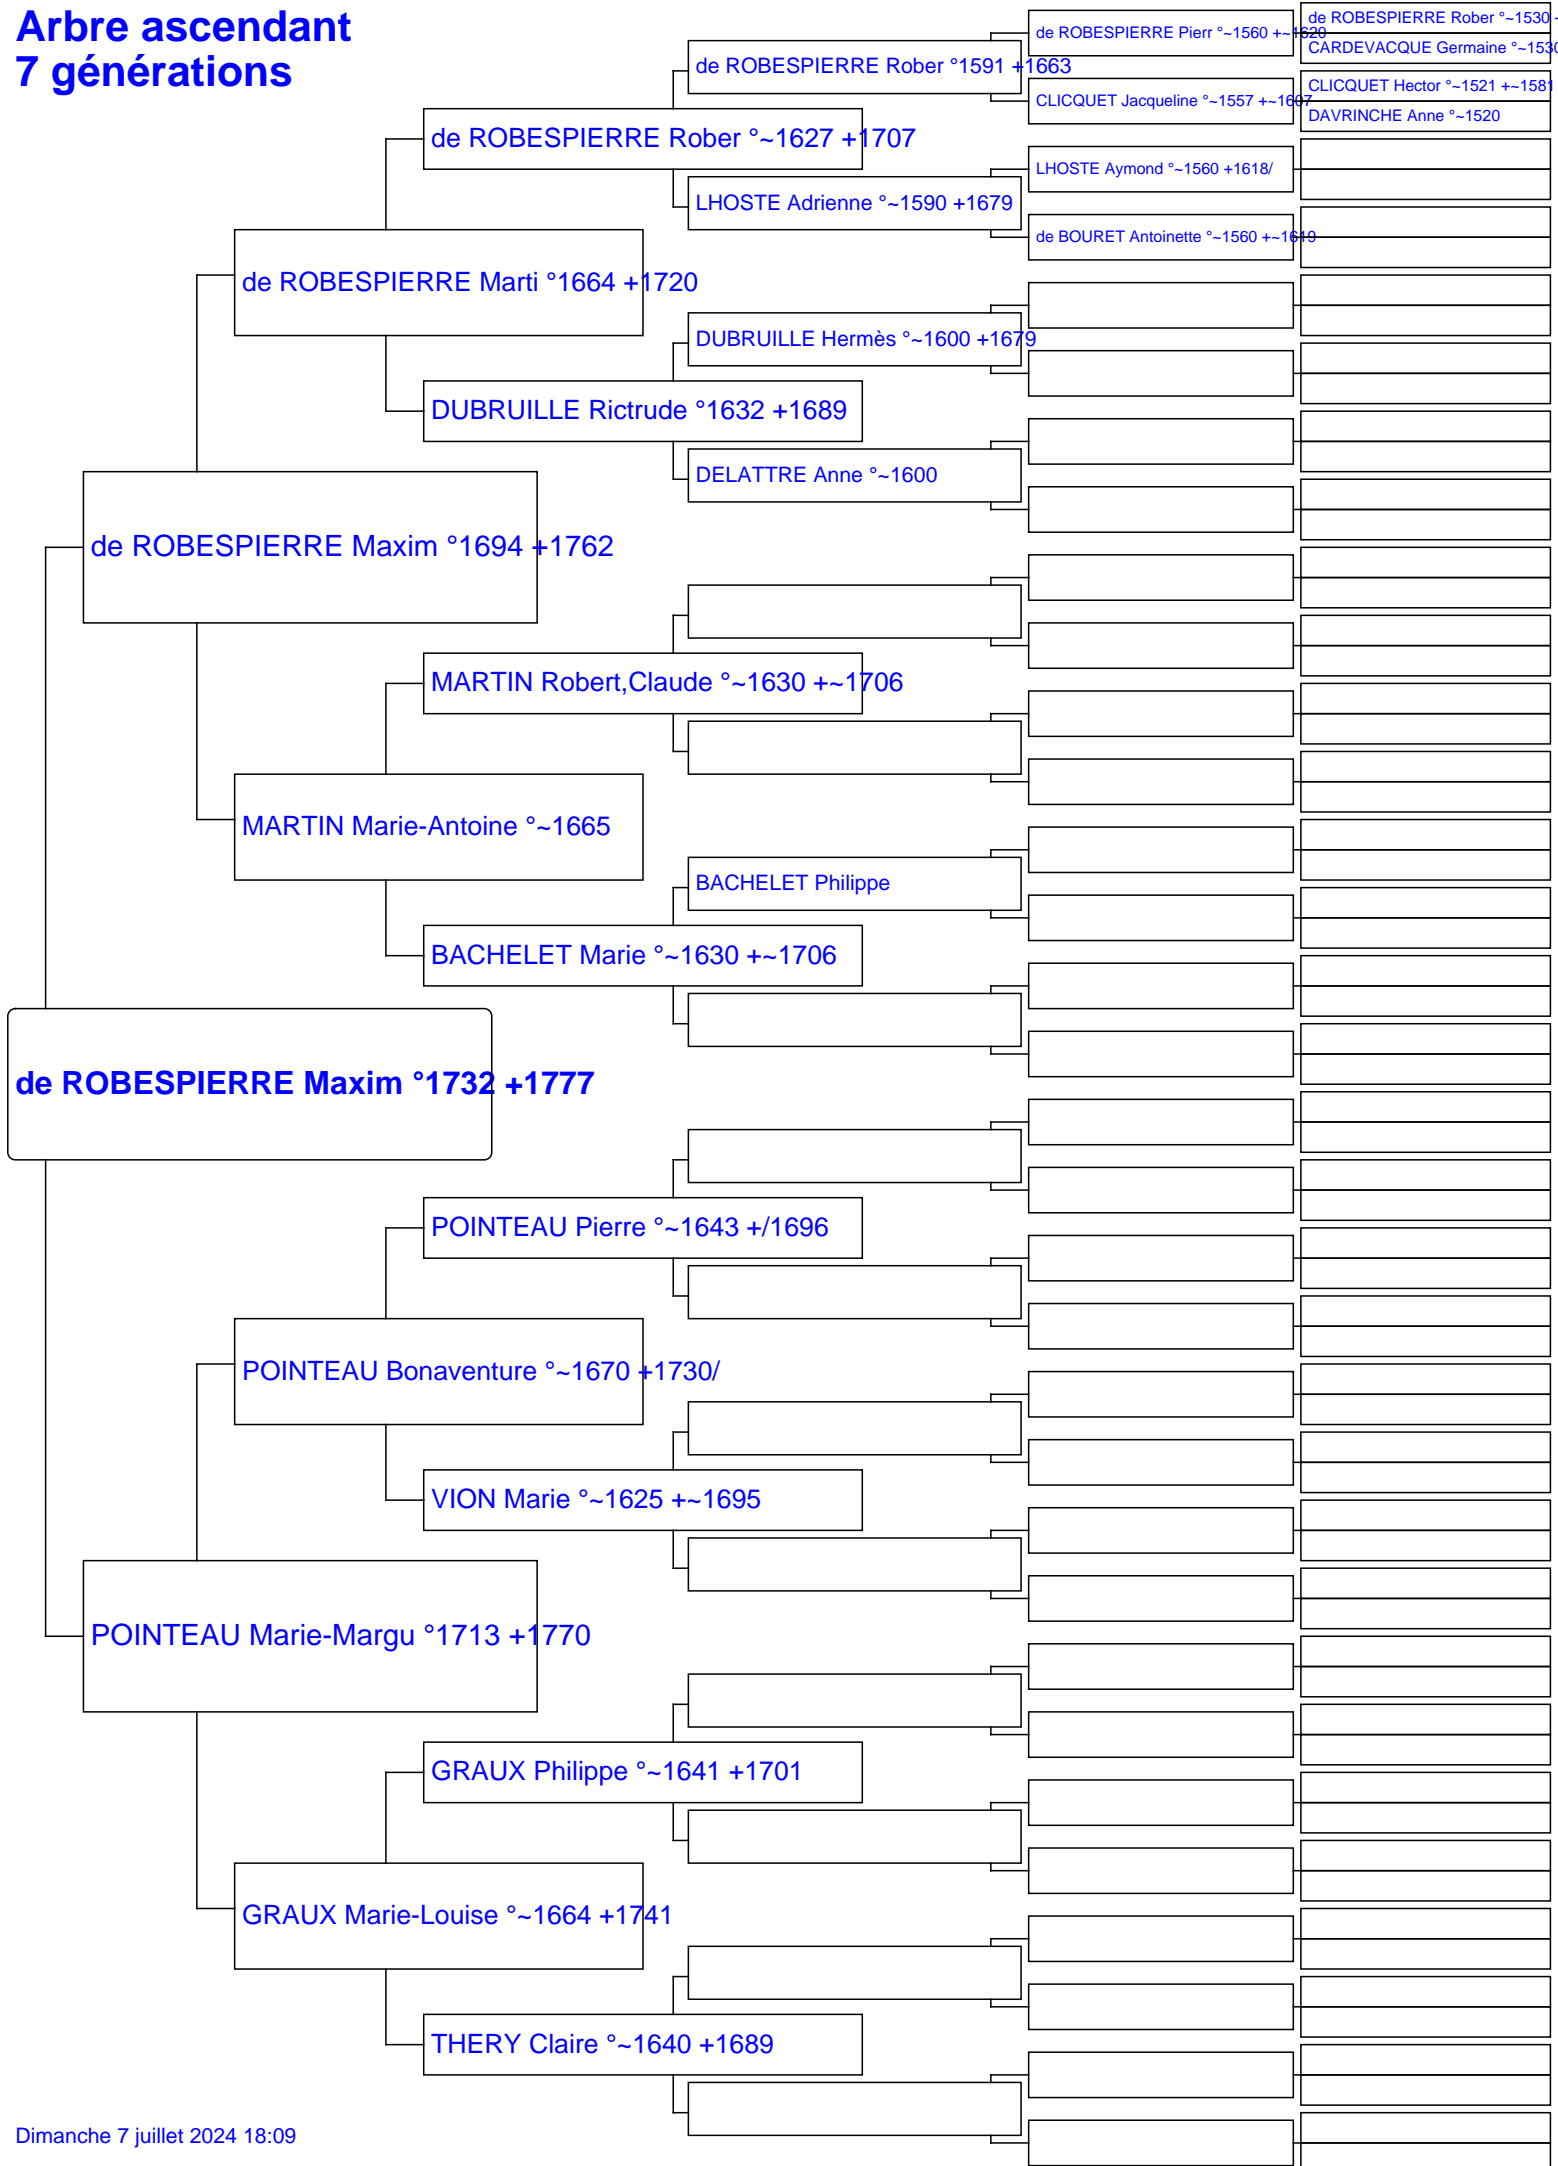 Arbre ascendant
7 générations
de ROBESPIERRE Rober °~1530 +
de ROBESPIERRE Pierr °~1560 +~1620
CARDEVACQUE Germaine °~1530
de ROBESPIERRE Rober °1591 +1663
CLICQUET Hector °~1521 +~1581
CLICQUET Jacqueline °~1557 +~1607
DAVRINCHE Anne °~1520
de ROBESPIERRE Rober °~1627 +1707
LHOSTE Aymond °~1560 +1618/
LHOSTE Adrienne °~1590 +1679
de BOURET Antoinette °~1560 +~1619
de ROBESPIERRE Marti °1664 +1720
DUBRUILLE Hermès °~1600 +1679
DUBRUILLE Rictrude °1632 +1689
DELATTRE Anne °~1600
de ROBESPIERRE Maxim °1694 +1762
MARTIN Robert,Claude °~1630 +~1706
MARTIN Marie-Antoine °~1665
BACHELET Philippe
BACHELET Marie °~1630 +~1706
de ROBESPIERRE Maxim °1732 +1777
POINTEAU Pierre °~1643 +/1696
POINTEAU Bonaventure °~1670 +1730/
VION Marie °~1625 +~1695
POINTEAU Marie-Margu °1713 +1770
GRAUX Philippe °~1641 +1701
GRAUX Marie-Louise °~1664 +1741
THERY Claire °~1640 +1689
Dimanche 7 juillet 2024 18:09